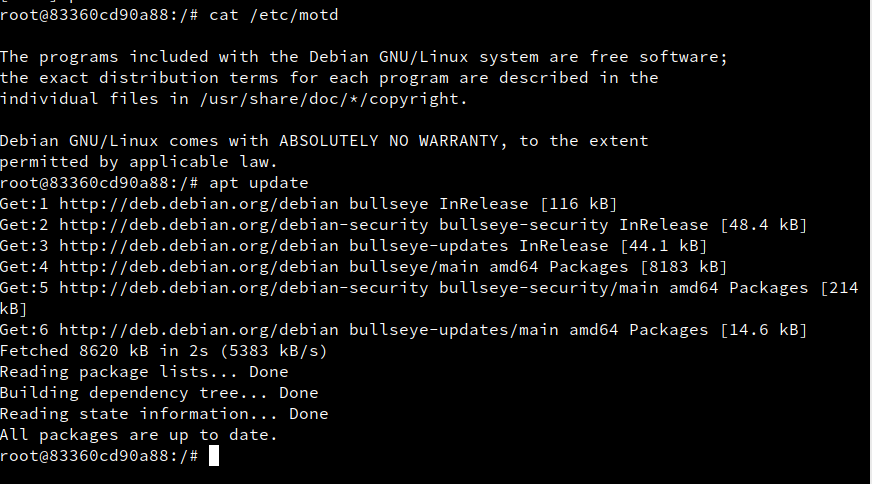 root@83360cd90a88:/# cat /etc/motd
The programs included with the Debian GNU/Linux system are free software;
the exact distribution terms for each program are described in the
individual files in /usr/share/doc/*/copyright.
Debian GNU/Linux comes with ABSOLUTELY NO WARRANTY, to the extent
permitted by applicable law.
root@83360cd90a88:/# apt update
Get:1 http://deb.debian.org/debian bullseye InRelease [116 kB]
Get:2 http://deb.debian.org/debian-security bullseye-security InRelease [48.4 kB]
Get:3 http://deb.debian.org/debian bullseye-updates InRelease [44.1 kB]
Get:4 http://deb.debian.org/debian bullseye/main amd64 Packages [8183 kB]
Get:5 http://deb.debian.org/debian-security bullseye-security/main amd64 Packages [214
kB]
Get:6 http://deb.debian.org/debian bullseye-updates/main amd64 Packages [14.6 kB]
Fetched 8620 kB in 2s (5383 kB/s)
Reading package lists... Done
Building dependency tree... Done
Reading state information... Done
All packages are up to date.
root@83360cd90a88:/#